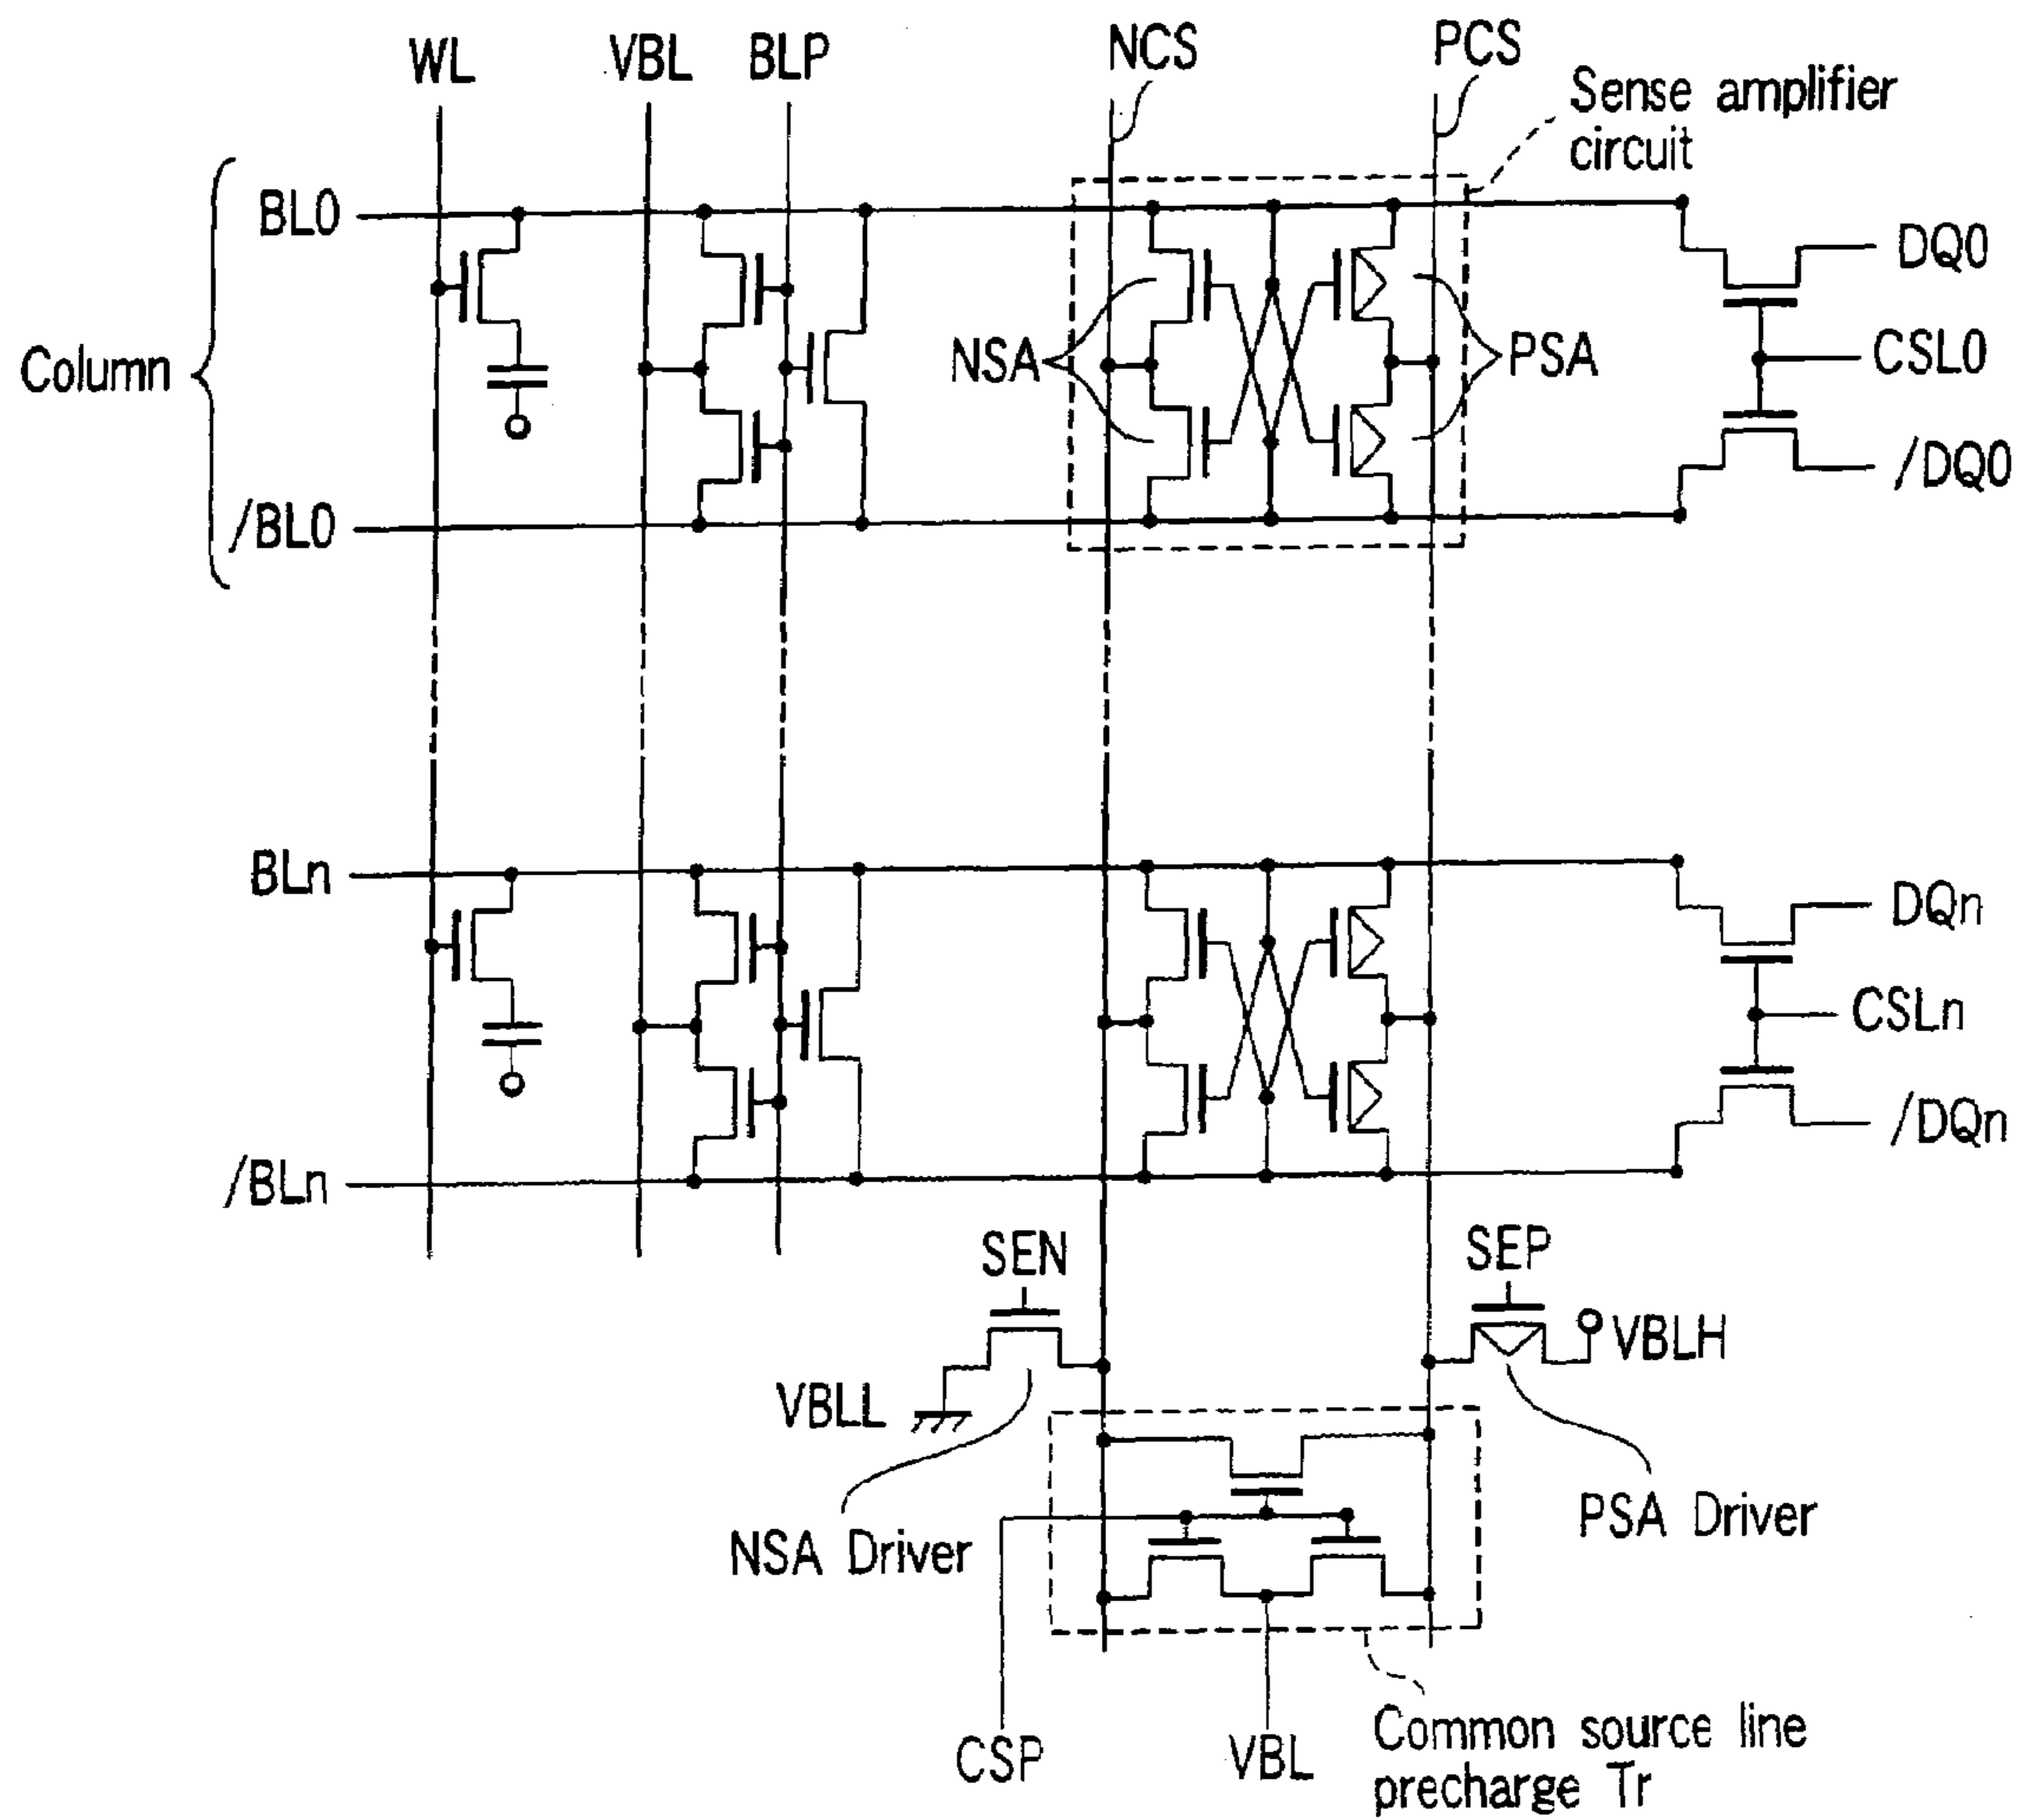 WL
VBL
BLP
NCS
PCS
Sense amplifier
circuit
BL0
DQ0
Column
NSA
PSA
CSL0
/BL0
/DQ0
BLn
DQn
CSLn
/BLn
/DQn
SEN
SEP
VBLH
VBLL
NSA Driver
PSA Driver
CSP
VBL
Common source line
precharge Tr